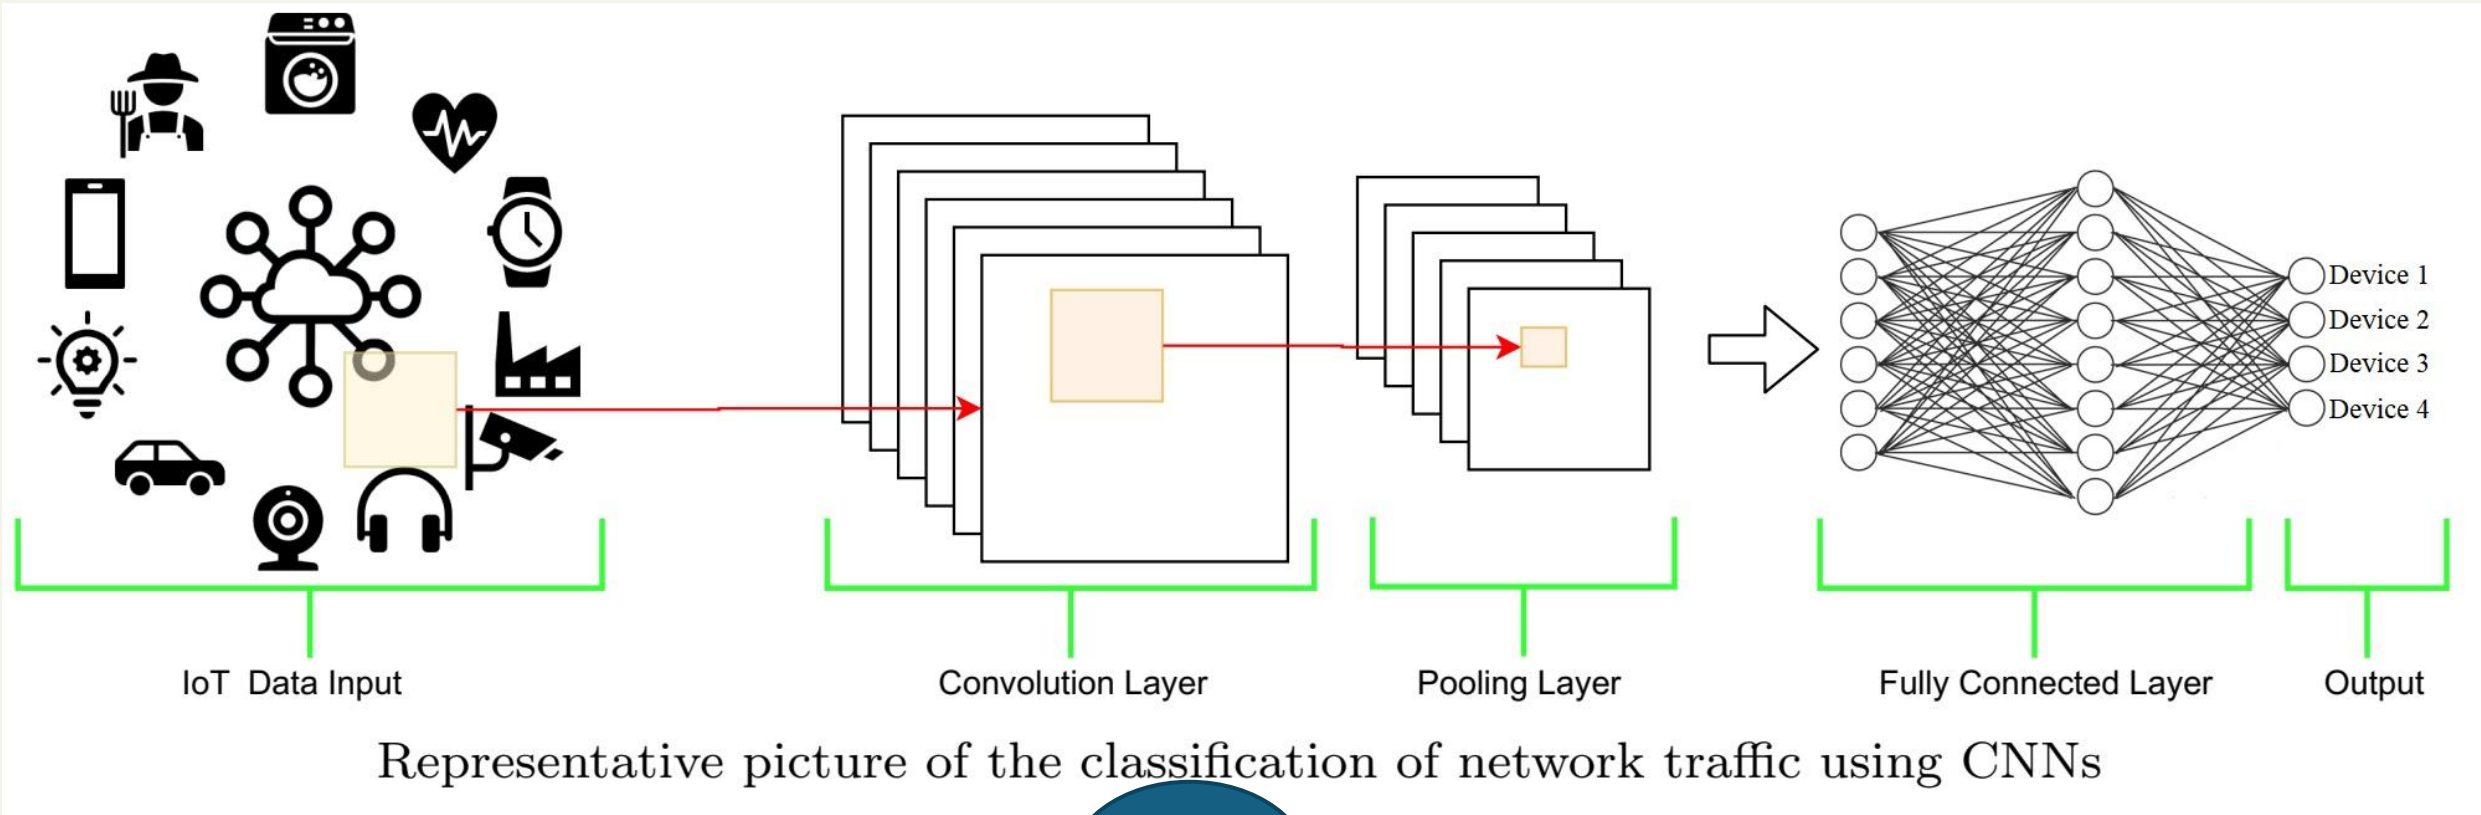 Device 1
Device 2
Device 3
Device 4
IoT Data Input
Convolution Layer
Pooling Layer
Fully Connected Layer
Output
Representative picture of the classification of network traffic using CNNs